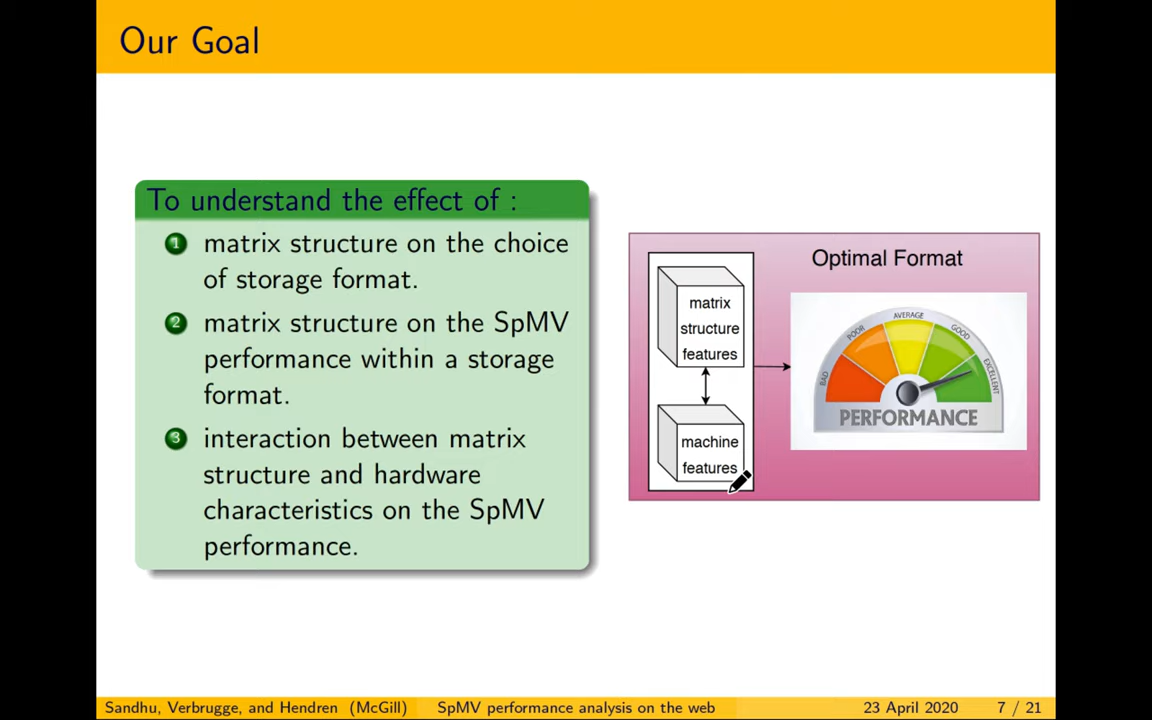 Our Goal
To understand the effect of :
1 matrix structure on the choice
of storage format.
2 matrix structure on the SpMV
performance within a storage
format.
3 interaction between matrix
structure and hardware
characteristics on the SpMV
performance.
Optimal Format
matrix
structure
features
machine
features
BAD
POOR
AVERAGE
GOOD
EXCELLENT
PERFORMANCE
Sandhu, Verbrugge, and Hendren (McGill) SpMV performance analysis on the web 23 April 2020 7 / 21